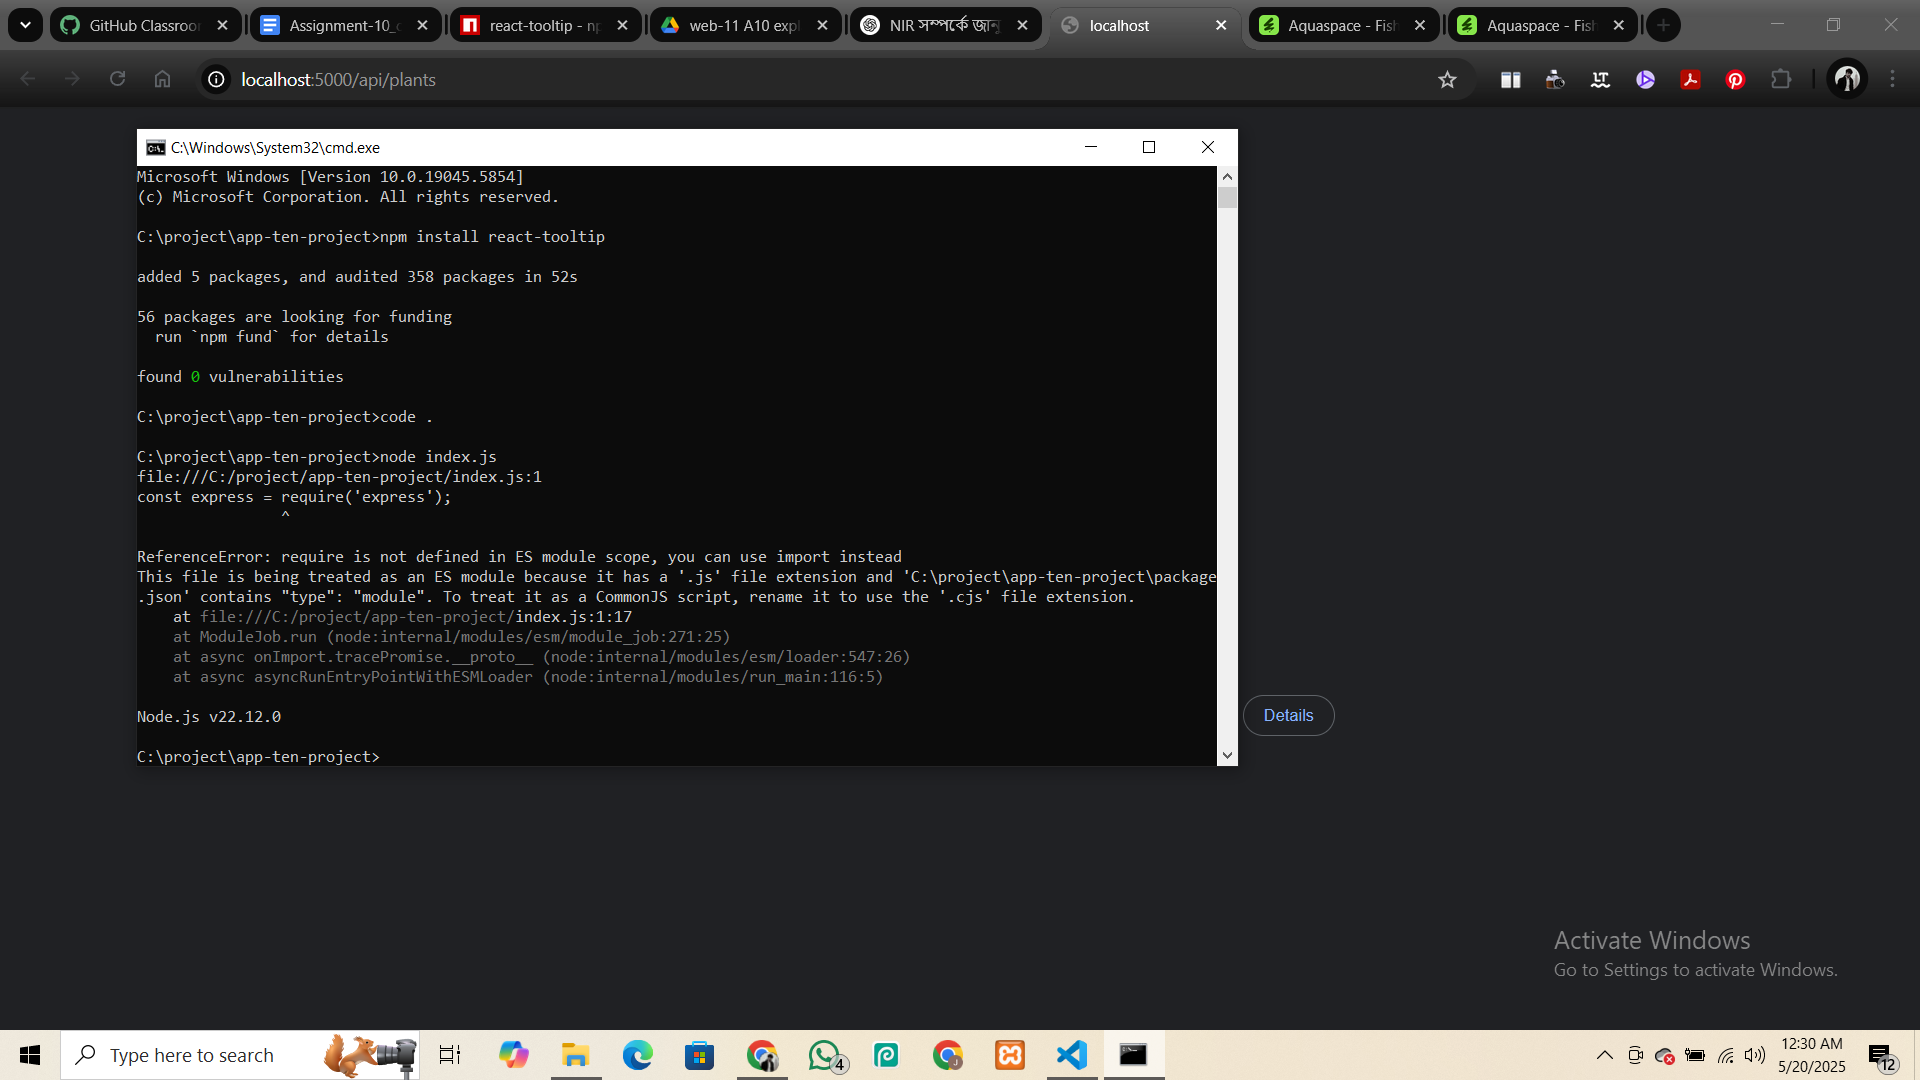 GitHub Classroo
Assignment-10_c
react-tooltip - np
web-11 A10 expl
NIR সম্পর্কে জানু
localhost
Aquaspace - Fish
Aquaspace - Fish
localhost:5000/api/plants
C:\Windows\System32\cmd.exe
Microsoft Windows [Version 10.0.19045.5854]
(c) Microsoft Corporation. All rights reserved.
C:\project\app-ten-project>npm install react-tooltip
added 5 packages, and audited 358 packages in 52s
56 packages are looking for funding
run `npm fund` for details
found 0 vulnerabilities
C:\project\app-ten-project>code .
C:\project\app-ten-project>node index.js
file:///C:/project/app-ten-project/index.js:1
const express = require('express');
^
ReferenceError: require is not defined in ES module scope, you can use import instead
This file is being treated as an ES module because it has a '.js' file extension and 'C:\project\app-ten-project\package
.json' contains "type": "module". To treat it as a CommonJS script, rename it to use the '.cjs' file extension.
at file:///C:/project/app-ten-project/index.js:1:17
at ModuleJob.run (node:internal/modules/esm/module_job:271:25)
at async onImport.tracePromise.__proto__ (node:internal/modules/esm/loader:547:26)
at async asyncRunEntryPointWithESMLoader (node:internal/modules/run_main:116:5)
Node.js v22.12.0
C:\project\app-ten-project>
Details
Activate Windows
Go to Settings to activate Windows.
Type here to search
4
12:30 AM
5/20/2025
12